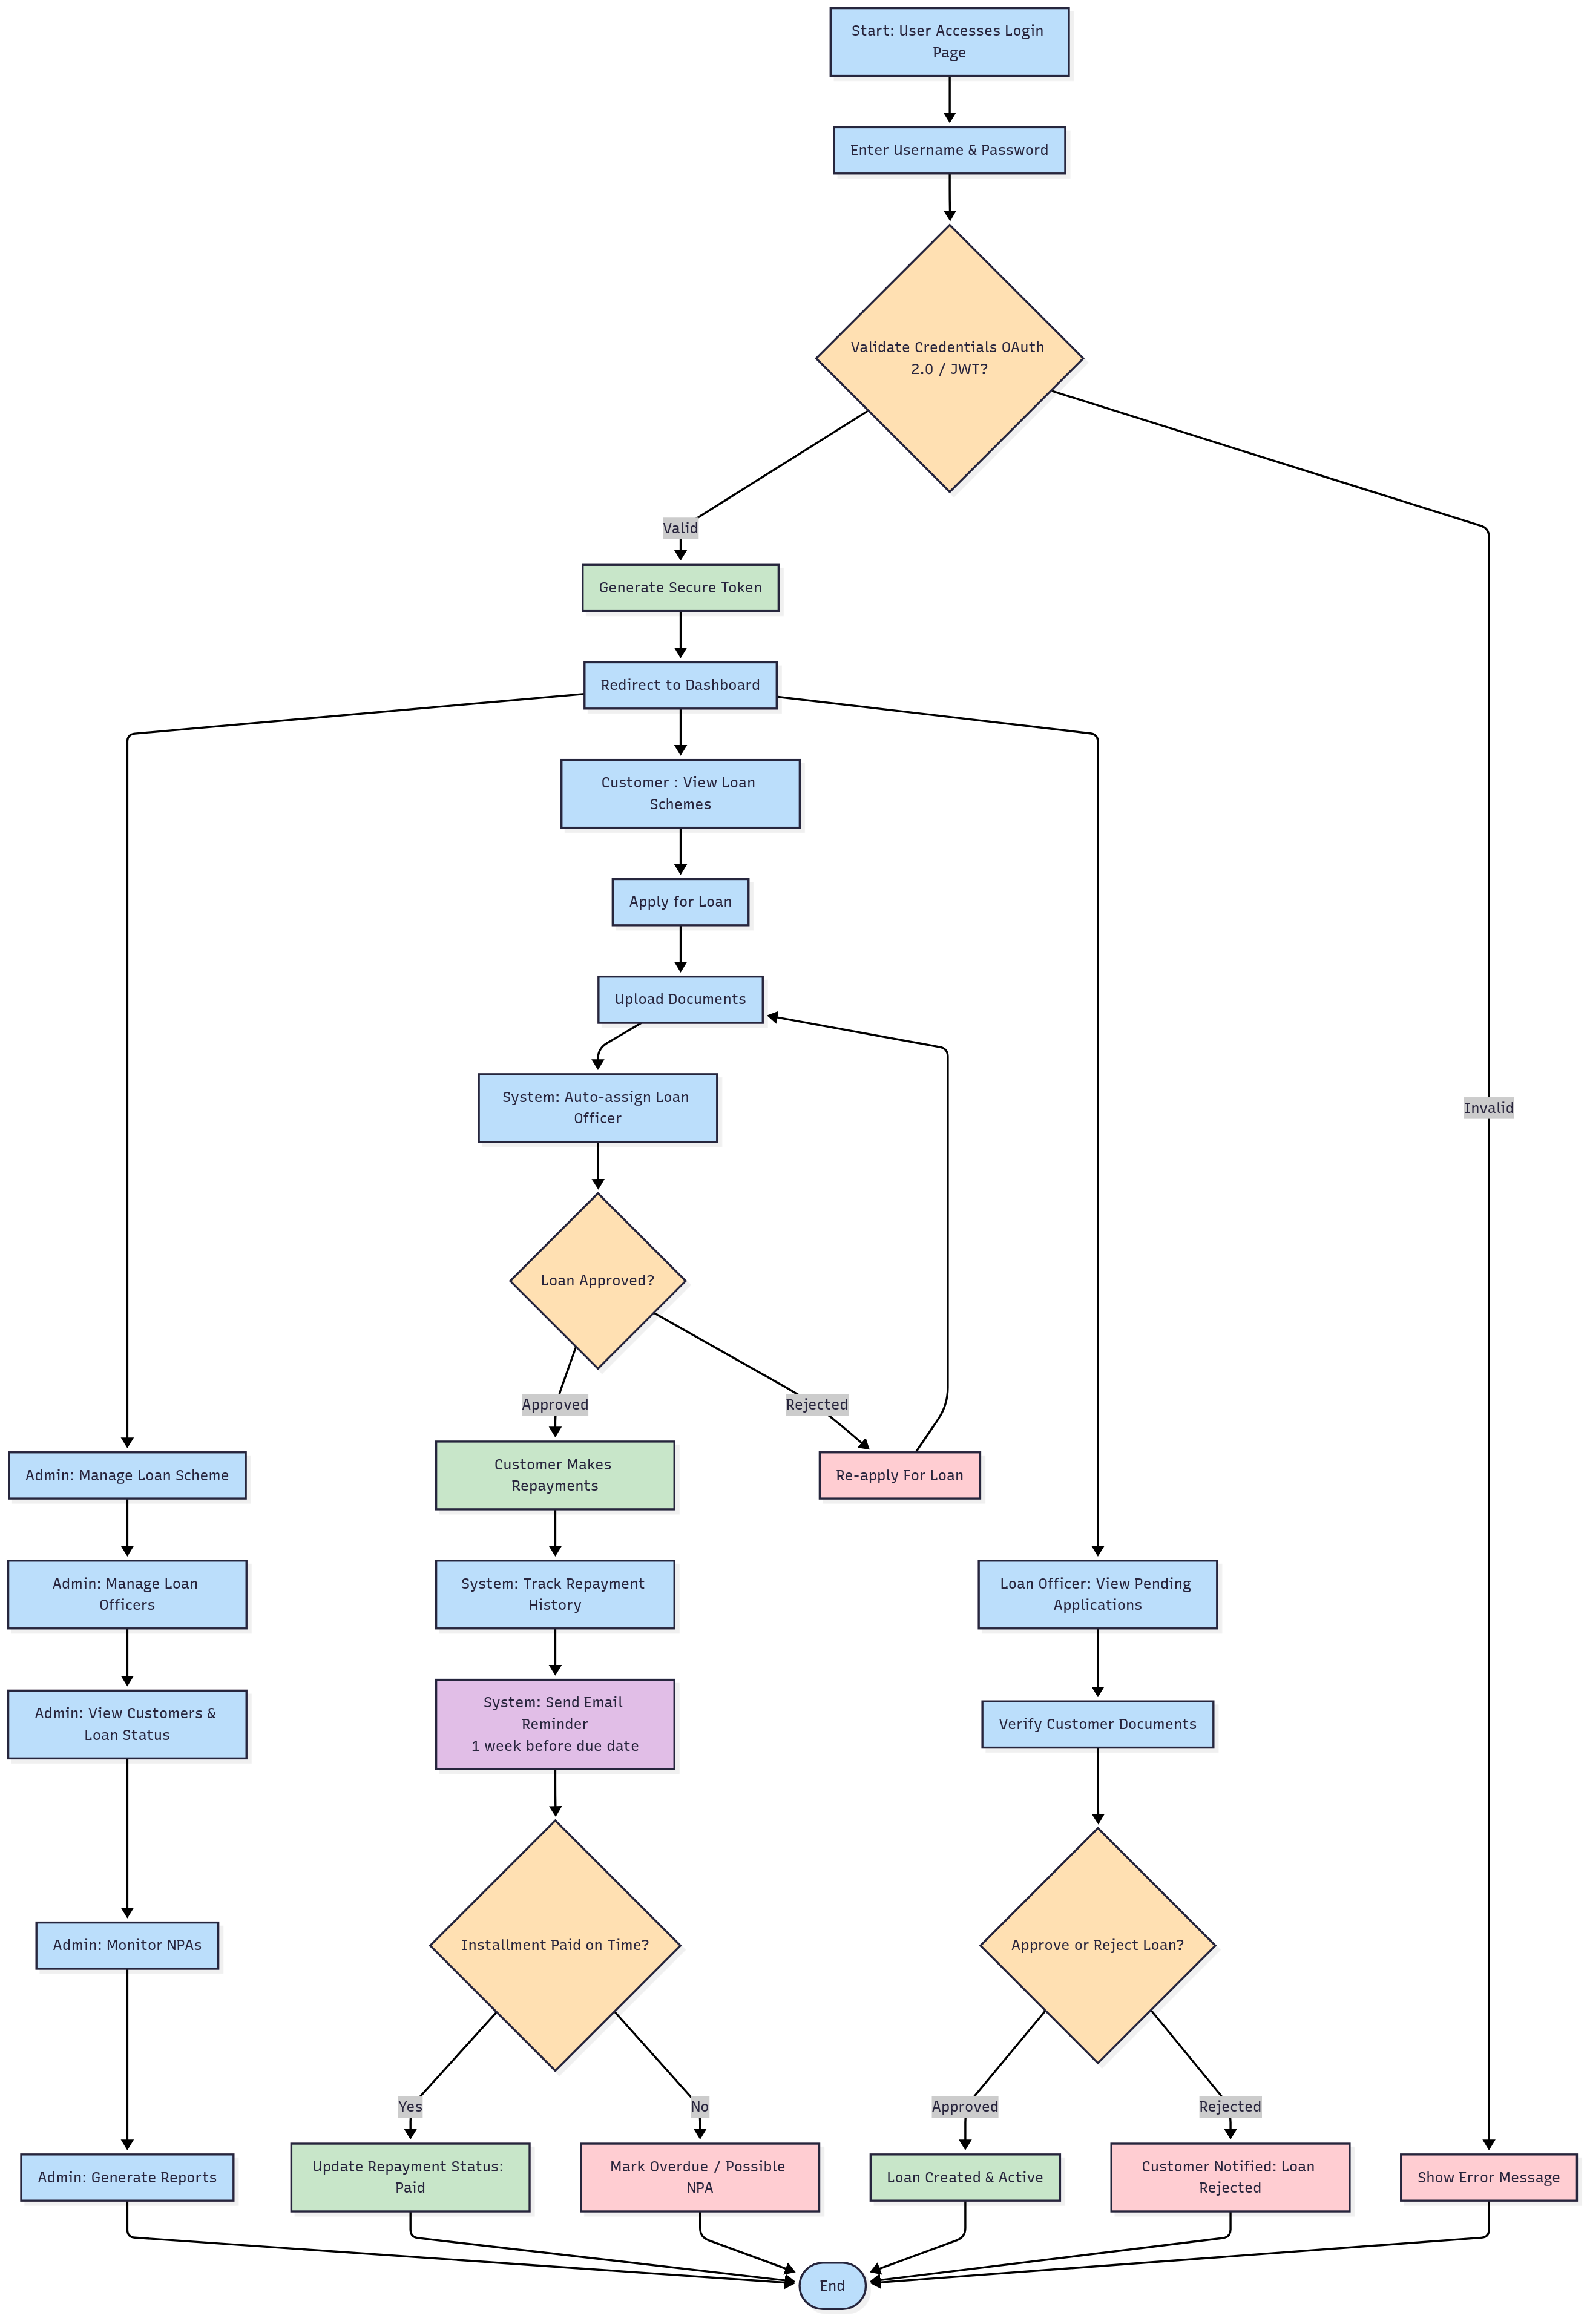 Start: User Accesses Login
Page
Enter Username & Password
Validate Credentials OAuth
2.0 / JWT?
Valid
Generate Secure Token
Redirect to Dashboard
Customer : View Loan
Schemes
Apply for Loan
Upload Documents
System: Auto-assign Loan
Officer
Invalid
Loan Approved?
Approved
Rejected
Admin: Manage Loan Scheme
Customer Makes
Repayments
Re-apply For Loan
Admin: Manage Loan
Officers
System: Track Repayment
History
Loan Officer: View Pending
Applications
Admin: View Customers &
Loan Status
System: Send Email
Reminder
1 week before due date
Verify Customer Documents
Admin: Monitor NPAs
Installment Paid on Time?
Approve or Reject Loan?
Yes
No
Approved
Rejected
Admin: Generate Reports
Update Repayment Status:
Paid
Mark Overdue / Possible
NPA
Loan Created & Active
Customer Notified: Loan
Rejected
Show Error Message
End